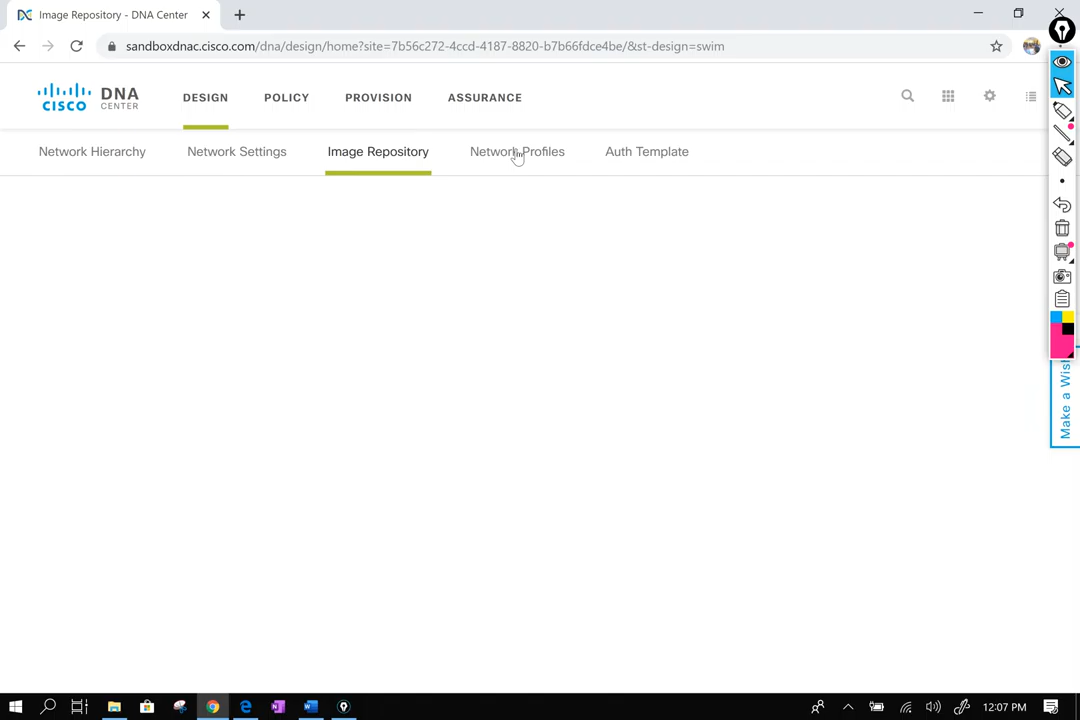 Image Repository - DNA Center
sandboxdnac.cisco.com/dna/design/home?site=7b56c272-4ccd-4187-8820-b7b66fdce4be/&st-design=swim
CISCO DNA CENTER
DESIGN POLICY PROVISION ASSURANCE
Network Hierarchy Network Settings Image Repository Network Profiles Auth Template
Make a Wish
12:07 PM